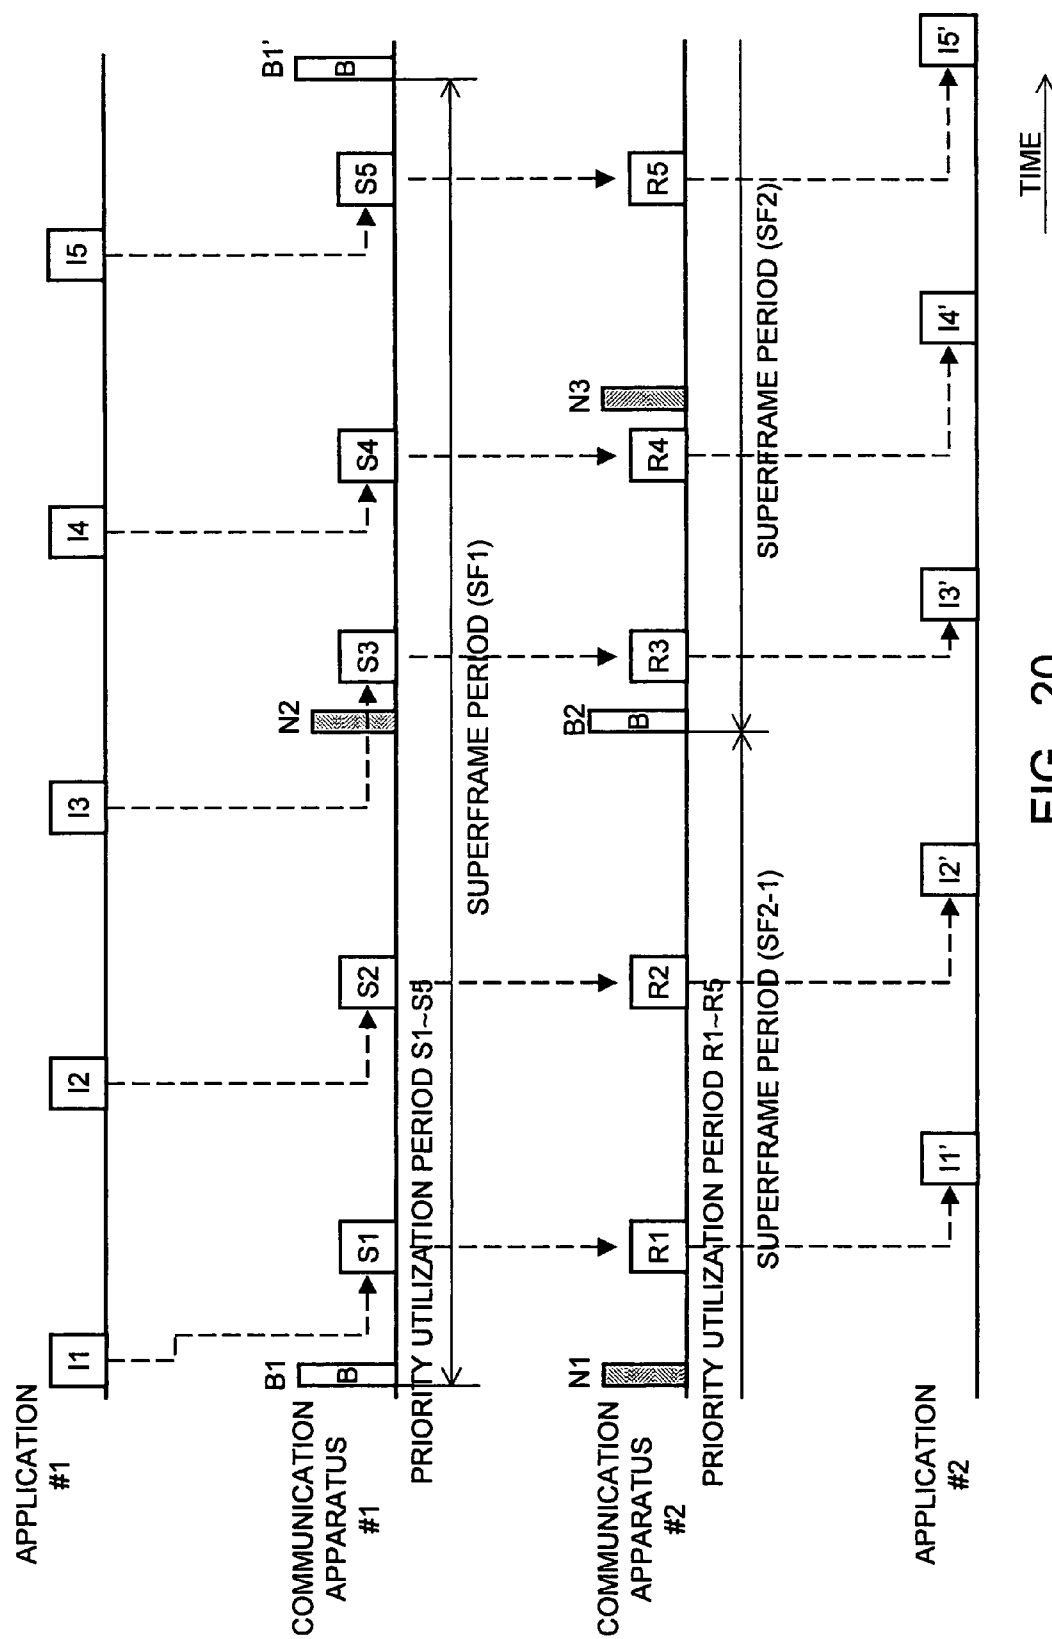 APPLICATION
#1
I1
I2
I3
I4
I5
COMMUNICATION
APPARATUS
#1
B1
B
S1
S2
N2
S3
S4
S5
B1'
B
PRIORITY UTILIZATION PERIOD S1~S5
SUPERFRAME PERIOD (SF1)
COMMUNICATION
APPARATUS
#2
N1
R1
R2
B2
B
R3
R4
N3
R5
PRIORITY UTILIZATION PERIOD R1~R5
SUPERFRAME PERIOD (SF2-1)
SUPERFRAME PERIOD (SF2)
APPLICATION
#2
I1'
I2'
I3'
I4'
I5'
TIME
FIG. 20